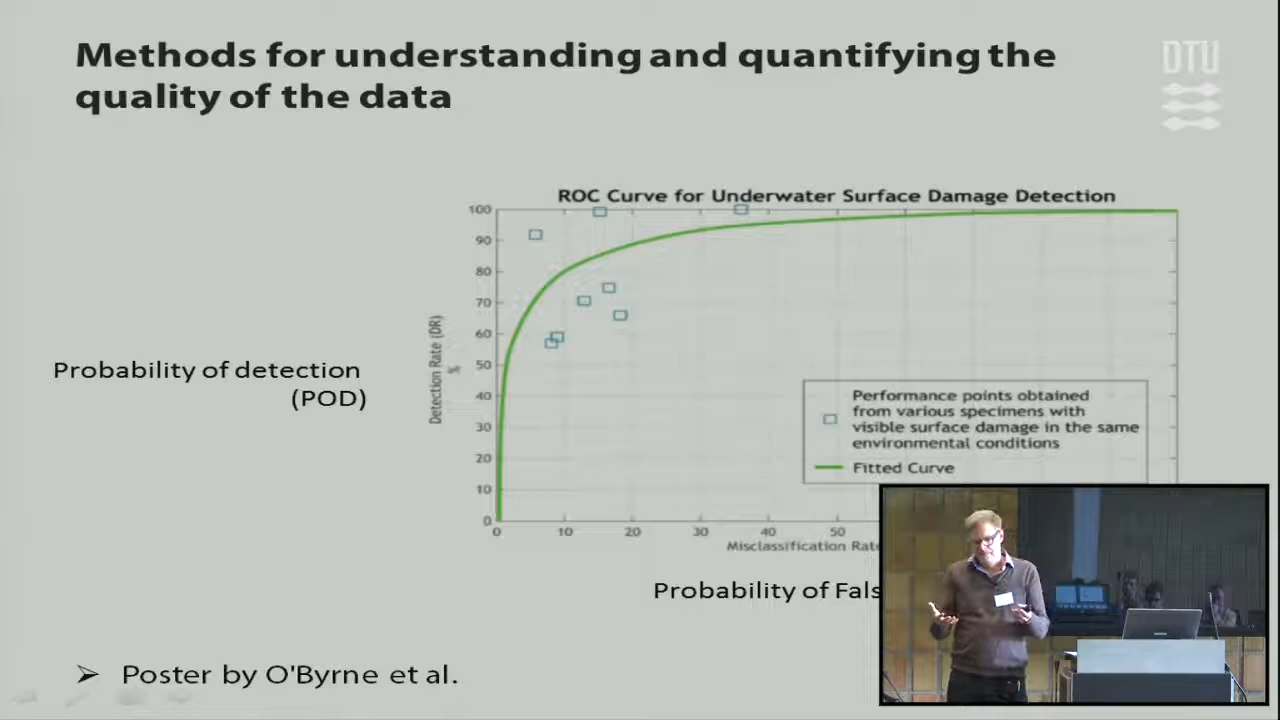 Methods for understanding and quantifying the
quality of the data
DTU
ROC Curve for Underwater Surface Damage Detection
100
90
80
70
60
50
40
30
20
10
0
Detection Rate (DR)
%
Probability of detection
(POD)
Performance points obtained
from various specimens with
visible surface damage in the same
environmental conditions
Fitted Curve
0 10 20 30 40 50
Misclassification Rate
Probability of Fals
➢ Poster by O'Byrne et al.